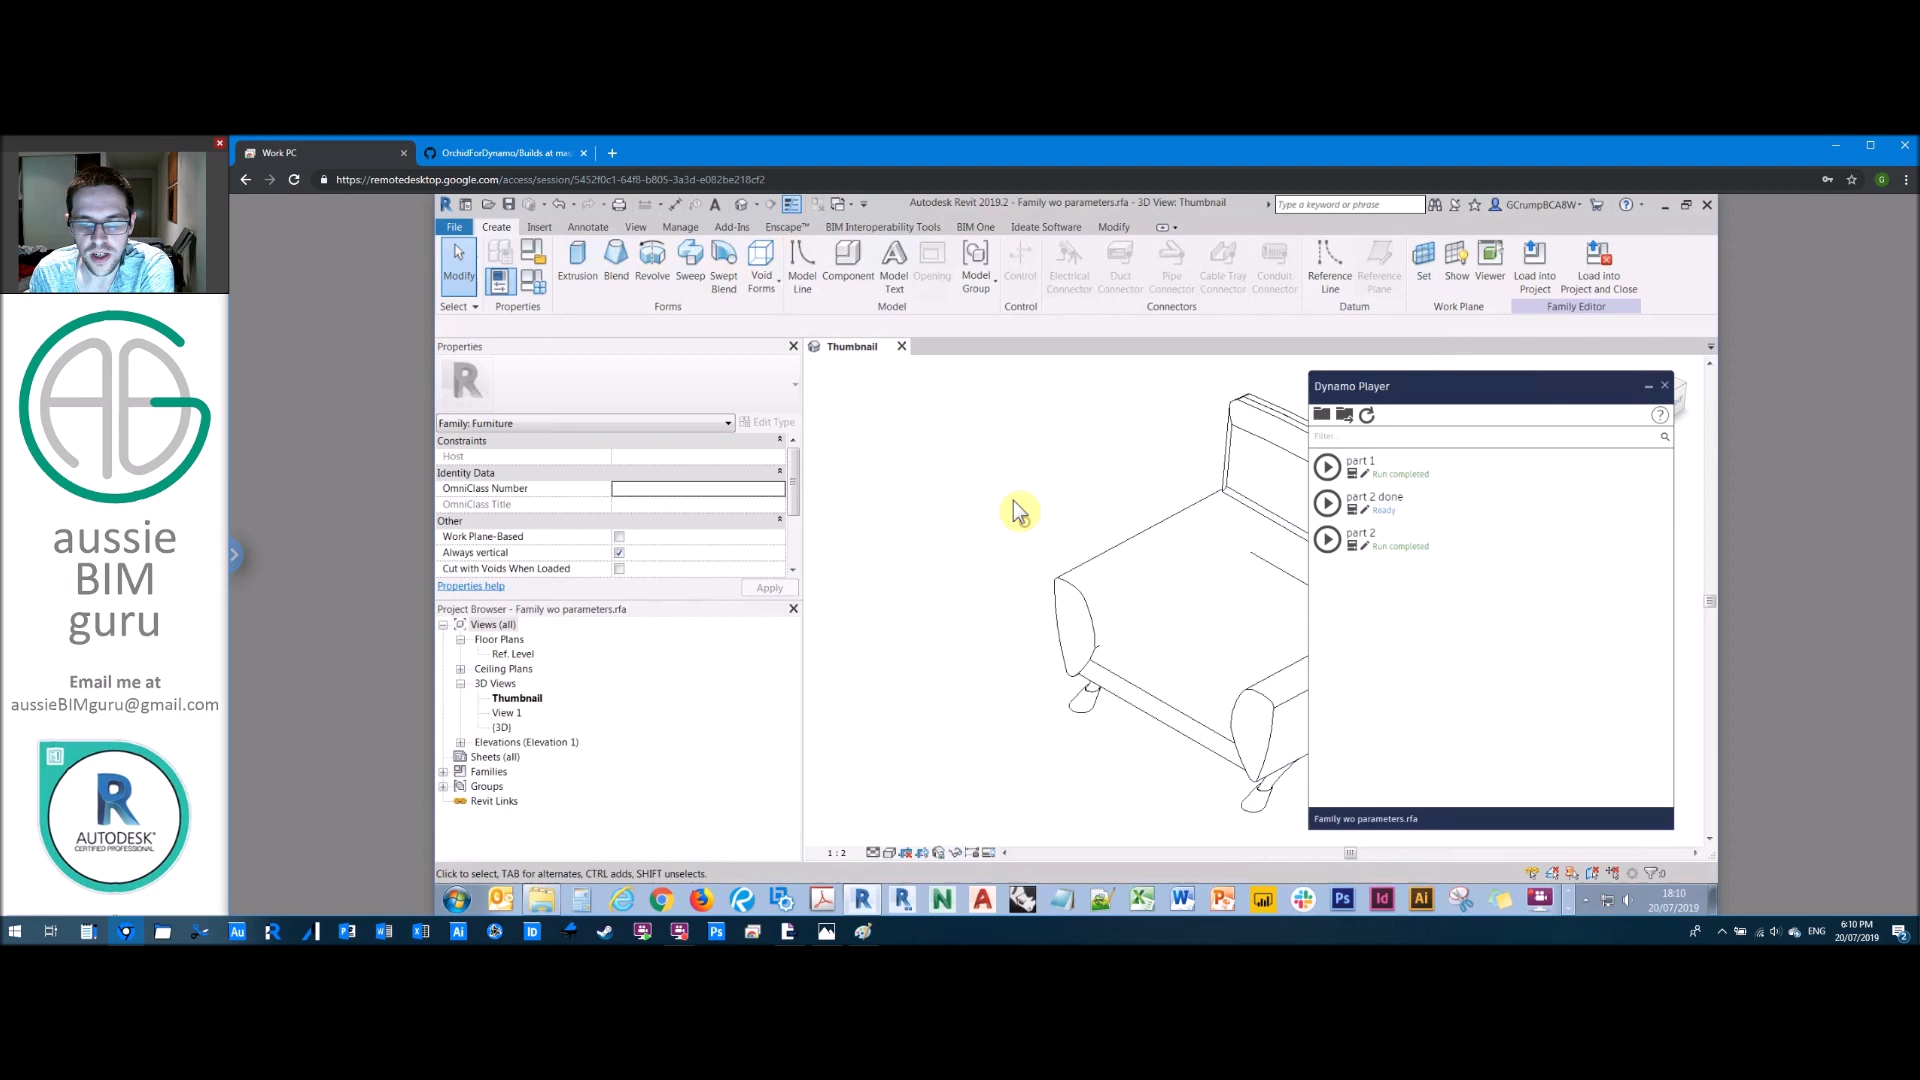 Work PC
OrchidForDynamo/Builds at mas
https://remotedesktop.google.com/access/session/5452f0c1-64f8-b805-3a3d-e082be218cf2
Autodesk Revit 2019.2 - Family wo parameters.rfa - 3D View: Thumbnail
Type a keyword or phrase
GCrumpBCA8W
File Create Insert Annotate View Manage Add-Ins Enscape™ BIM Interoperability Tools BIM One Ideate Software Modify
Modify
Extrusion Blend Revolve Sweep Swept Blend Void Forms
Model Line Component Model Text Opening Model Group
Control
Electrical Connector Duct Connector Pipe Connector Cable Tray Connector Conduit Connector
Reference Line Reference Plane
Set Show Viewer
Load into Project Load into Project and Close
Select Properties Forms Model Control Connectors Datum Work Plane Family Editor
Properties
Thumbnail
R
Family: Furniture
Edit Type
Constraints
Host
Identity Data
OmniClass Number
OmniClass Title
Other
Work Plane-Based
Always vertical
Cut with Voids When Loaded
Properties help
Apply
Project Browser - Family wo parameters.rfa
Views (all)
Floor Plans
Ref. Level
Ceiling Plans
3D Views
Thumbnail
View 1
(3D)
Elevations (Elevation 1)
Sheets (all)
Families
Groups
Revit Links
Dynamo Player
Filter...
part 1
Run completed
part 2 done
Ready
part 2
Run completed
Family wo parameters.rfa
1 : 2
Click to select, TAB for alternates, CTRL adds, SHIFT unselects.
:0
18:10
20/07/2019
aussie
BIM
guru
Email me at
aussieBIMguru@gmail.com
R
AUTODESK
CERTIFIED PROFESSIONAL
ENG
6:10 PM
20/07/2019